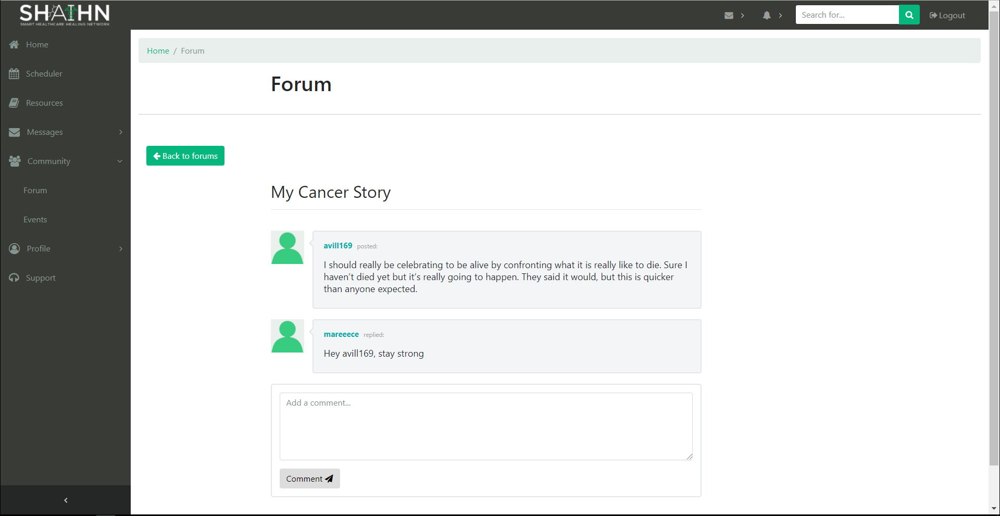 SHAIHN
SMART HEALTHCARE HEALING NETWORK
Search for...
Logout
Home
Scheduler
Resources
Messages
Community
Forum
Events
Profile
Support
Home / Forum
Forum
Back to forums
My Cancer Story
avill169 posted:
I should really be celebrating to be alive by confronting what it is really like to die. Sure I
haven’t died yet but it’s really going to happen. They said it would, but this is quicker
than anyone expected.
mareeece replied:
Hey avill169, stay strong
Add a comment...
Comment